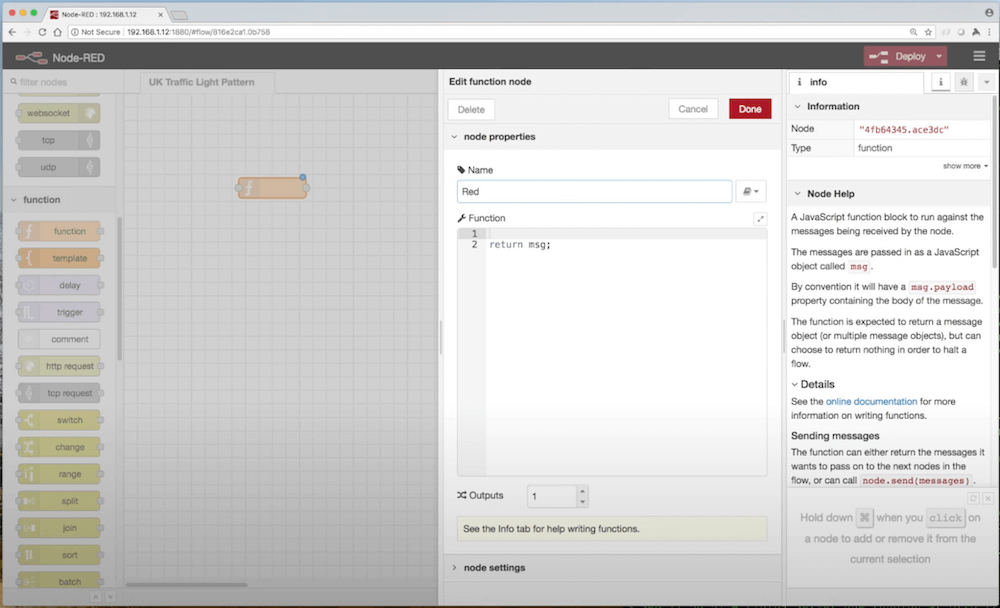 Node-RED : 192.168.1.12
Not Secure 192.168.1.12:1880/#flow/816e2ca1.0b758
Node-RED
Deploy
filter nodes
websocket
tcp
udp
function
function
template
delay
trigger
comment
http request
tcp request
switch
change
range
split
join
sort
batch
UK Traffic Light Pattern
Edit function node
Delete
Cancel
Done
node properties
Name
Red
Function
1
2 return msg;
Outputs
1
See the Info tab for help writing functions.
node settings
info
Information
Node "4fb64345.ace3dc"
Type function
show more
Node Help
A JavaScript function block to run against the
messages being received by the node.
The messages are passed in as a JavaScript
object called msg.
By convention it will have a msg.payload
property containing the body of the message.
The function is expected to return a message
object (or multiple message objects), but can
choose to return nothing in order to halt a
flow.
Details
See the online documentation for more
information on writing functions.
Sending messages
The function can either return the messages it
wants to pass on to the next nodes in the
flow, or can call node.send(messages).
Hold down ⌘ when you click on
a node to add or remove it from the
current selection